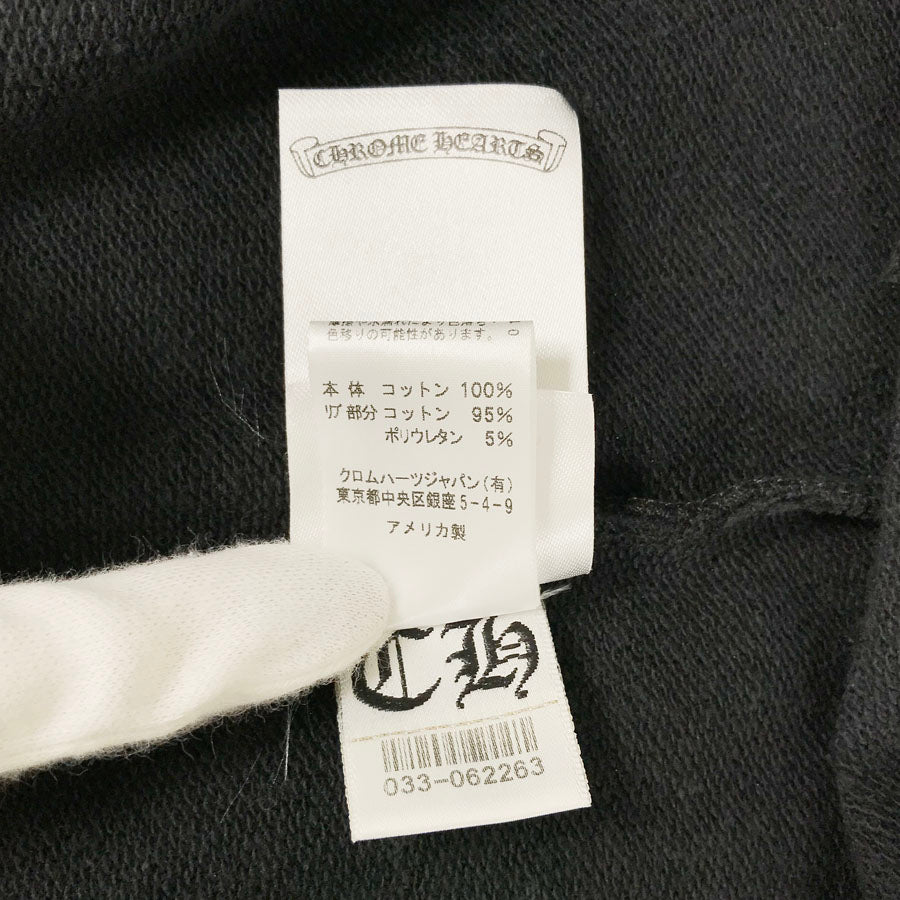 CHROME HEARTS
色移りの可能性があります。
本体 コットン 100%
リブ部分 コットン 95%
ポリウレタン 5%
クロムハーツジャパン(有)
東京都中央区銀座5-4-9
アメリカ製
CH
033-062263